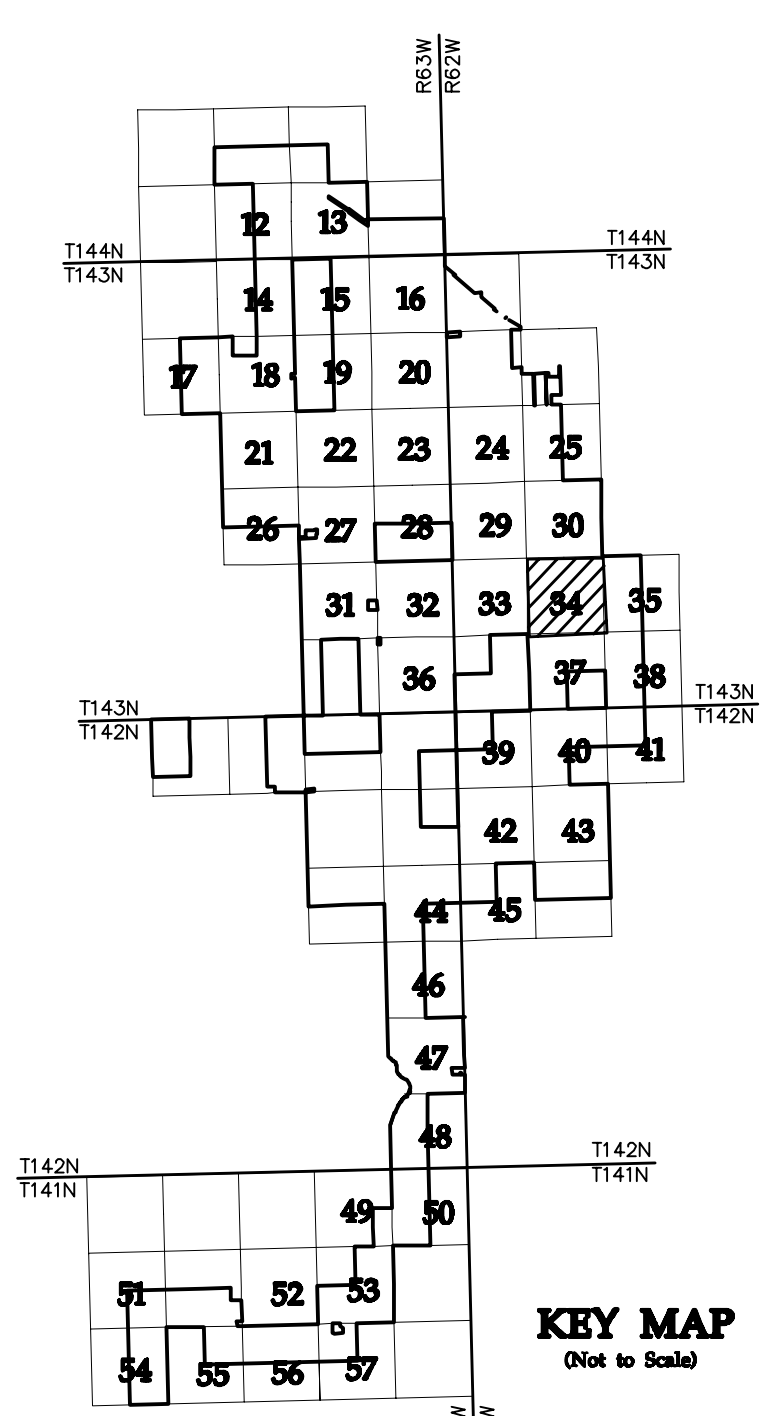 R63W
R62W
12 13
T144N T144N
T143N T143N
14 15 16
17 18 19 20
21 22 23 24 25
26 27 28 29 30
31 32 33 34 35
36 37 38
T143N T143N
T142N T142N
39 40 41
42 43
44 45
46
47
48
T142N T142N
T141N T141N
49 50
51 52 53
54 55 56 57
KEY MAP
(Not to Scale)
W
W